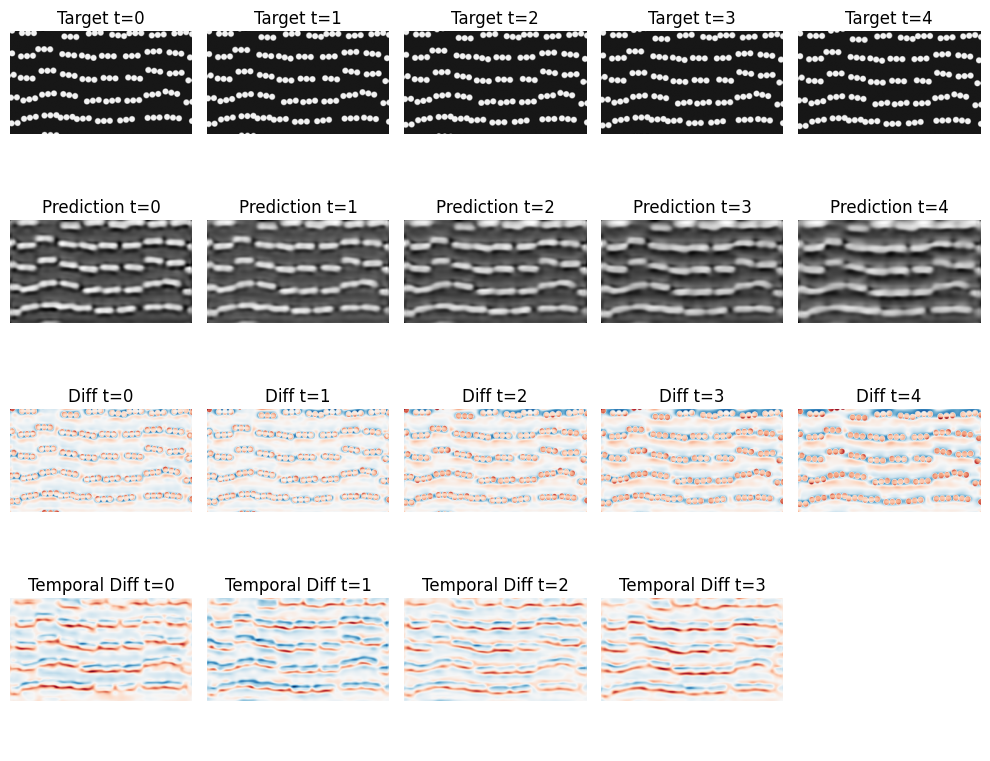 Target t=0 Target t=1 Target t=2 Target t=3 Target t=4
Prediction t=0 Prediction t=1 Prediction t=2 Prediction t=3 Prediction t=4
Diff t=0 Diff t=1 Diff t=2 Diff t=3 Diff t=4
Temporal Diff t=0 Temporal Diff t=1 Temporal Diff t=2 Temporal Diff t=3